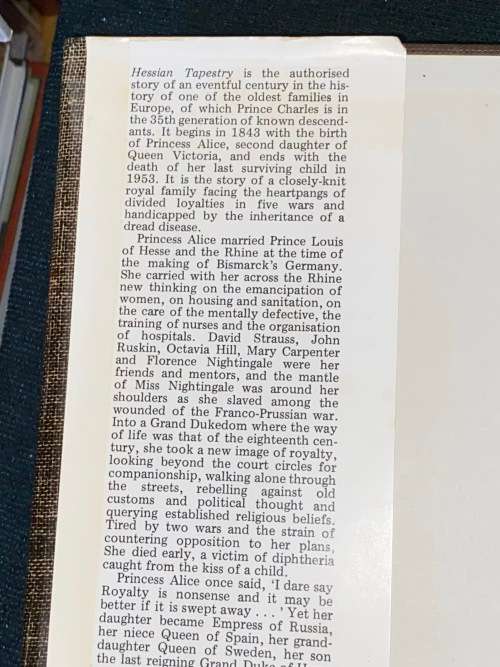 Hessian Tapestry is the authorised
story of an eventful century in the his-
tory of one of the oldest families in
Europe, of which Prince Charles is in
the 35th generation of known descend-
ants. It begins in 1843 with the birth
of Princess Alice, second daughter of
Queen Victoria, and ends with the
death of her last surviving child in
1953. It is the story of a closely-knit
royal family facing the heartpangs of
divided loyalties in five wars and
handicapped by the inheritance of a
dread disease.
Princess Alice married Prince Louis
of Hesse and the Rhine at the time of
the making of Bismarck's Germany.
She carried with her across the Rhine
new thinking on the emancipation of
women, on housing and sanitation, on
the care of the mentally defective, the
training of nurses and the organisation
of hospitals. David Strauss, John
Ruskin, Octavia Hill, Mary Carpenter
and Florence Nightingale were her
friends and mentors, and the mantle
of Miss Nightingale was around her
shoulders as she slaved among the
wounded of the Franco-Prussian war.
Into a Grand Dukedom where the way
of life was that of the eighteenth cen-
tury, she took a new image of royalty,
looking beyond the court circles for
companionship, walking alone through
the streets, rebelling against old
customs and political thought and
querying established religious beliefs.
Tired by two wars and the strain of
countering opposition to her plans,
She died early, a victim of diphtheria
caught from the kiss of a child.
Princess Alice once said, 'I dare say
Royalty is nonsense and it may be
better if it is swept away . . . ' Yet her
daughter became Empress of Russia,
her niece Queen of Spain, her grand-
daughter Queen of Sweden, her son
the last reigning Grand Duke of